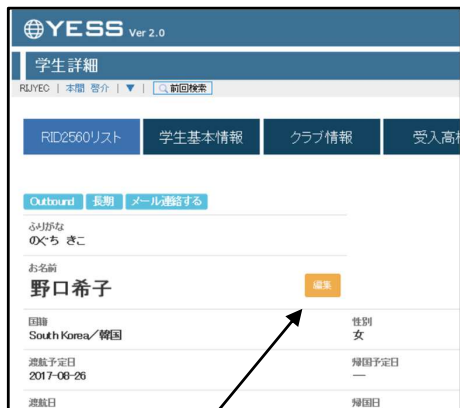 YESS Ver 2.0
学生詳細
RIJYEC | 本間 啓介 | ▼ | 前回検索
RID2560リスト 学生基本情報 クラブ情報 受入高校
Outbound 長期 メール連絡する
ふりがな
のぐち きこ
お名前
野口希子 編集
国籍 性別
South Korea／韓国 女
渡航予定日 帰国予定日
2017-08-26 —
渡航日 帰国日